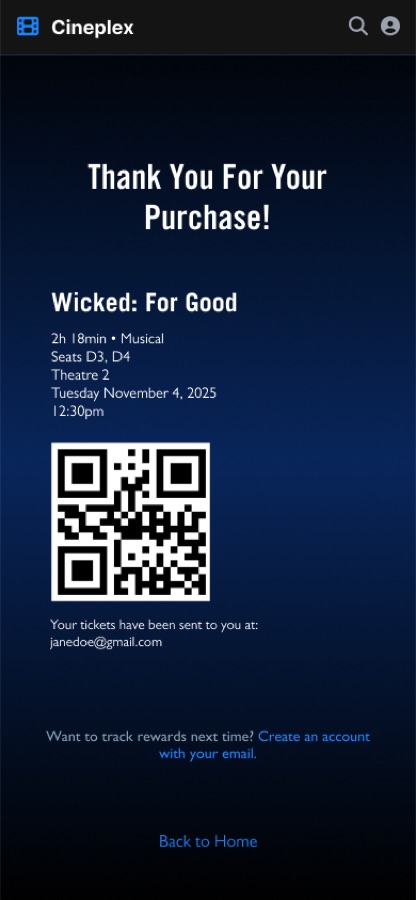 Cineplex
Thank You For Your
Purchase!
Wicked: For Good
2h 18min • Musical
Seats D3, D4
Theatre 2
Tuesday November 4, 2025
12:30pm
Your tickets have been sent to you at:
janedoe@gmail.com
Want to track rewards next time? Create an account
with your email.
Back to Home